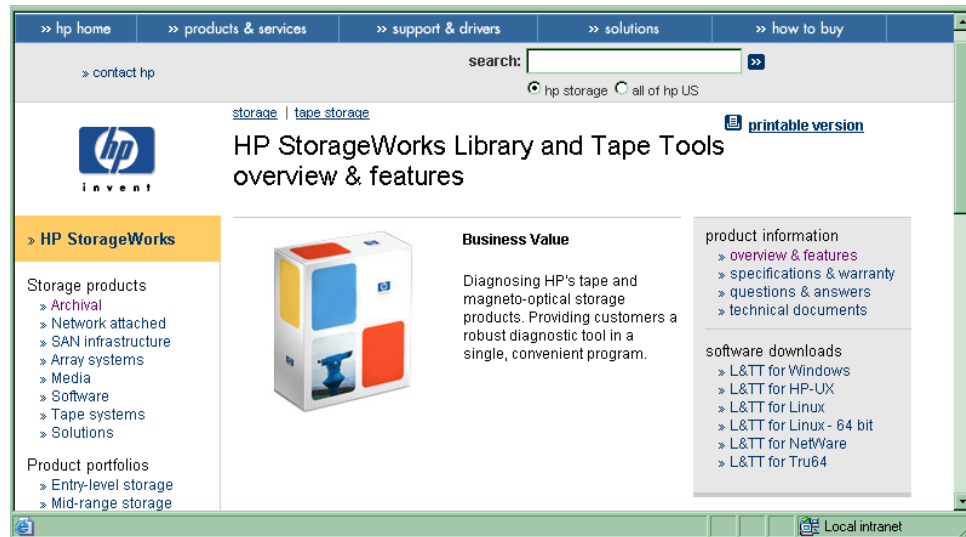 » hp home » products & services » support & drivers » solutions » how to buy
» contact hp
search: »
hp storage all of hp US
storage | tape storage
printable version
HP StorageWorks Library and Tape Tools
overview & features
hp
invent
» HP StorageWorks
Storage products
» Archival
» Network attached
» SAN infrastructure
» Array systems
» Media
» Software
» Tape systems
» Solutions
Product portfolios
» Entry-level storage
» Mid-range storage
Business Value
Diagnosing HP's tape and
magneto-optical storage
products. Providing customers a
robust diagnostic tool in a
single, convenient program.
product information
» overview & features
» specifications & warranty
» questions & answers
» technical documents
software downloads
» L&TT for Windows
» L&TT for HP-UX
» L&TT for Linux
» L&TT for Linux - 64 bit
» L&TT for NetWare
» L&TT for Tru64
Local intranet